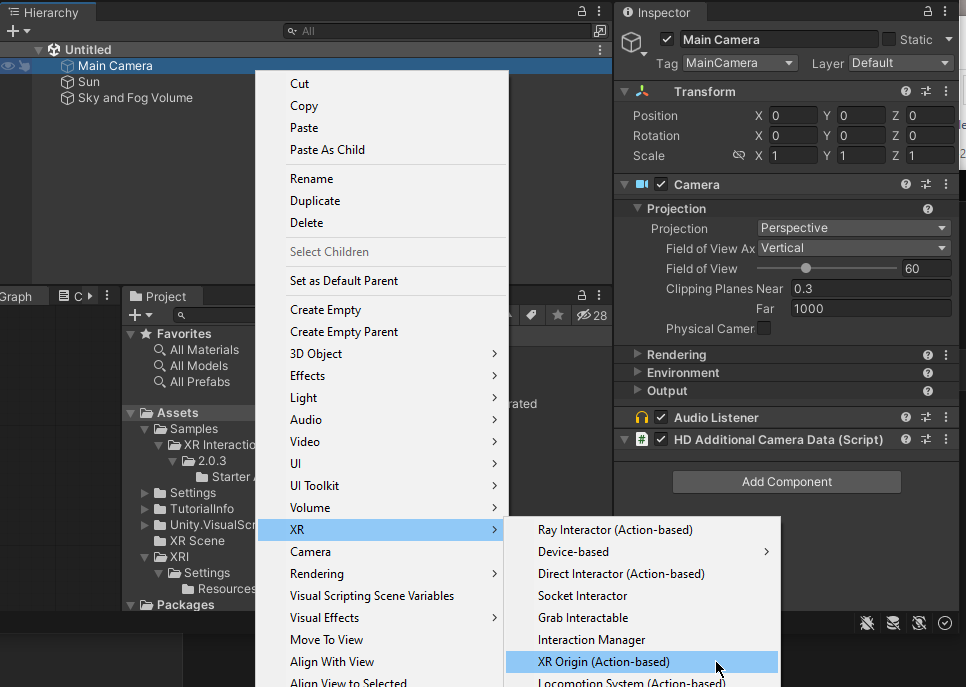 Hierarchy
All
Untitled
Main Camera
Sun
Sky and Fog Volume
Cut
Copy
Paste
Paste As Child
Rename
Duplicate
Delete
Select Children
Set as Default Parent
Create Empty
Create Empty Parent
3D Object
Effects
Light
Audio
Video
UI
UI Toolkit
Volume
XR
Camera
Rendering
Visual Scripting Scene Variables
Visual Effects
Move To View
Align With View
Align View to Selected
Ray Interactor (Action-based)
Device-based
Direct Interactor (Action-based)
Socket Interactor
Grab Interactable
Interaction Manager
XR Origin (Action-based)
Locomotion System (Action-based)
Graph
C
Project
28
Favorites
All Materials
All Models
All Prefabs
rated
Assets
Samples
XR Interactio
2.0.3
Starter
Settings
TutorialInfo
Unity.VisualScr
XR Scene
XRI
Settings
Resources
Packages
Inspector
Main Camera Static
Tag MainCamera Layer Default
Transform
Position X 0 Y 0 Z 0
Rotation X 0 Y 0 Z 0
Scale X 1 Y 1 Z 1
Camera
Projection
Projection Perspective
Field of View Ax Vertical
Field of View 60
Clipping Planes Near 0.3
Far 1000
Physical Camer
Rendering
Environment
Output
Audio Listener
# HD Additional Camera Data (Script)
Add Component